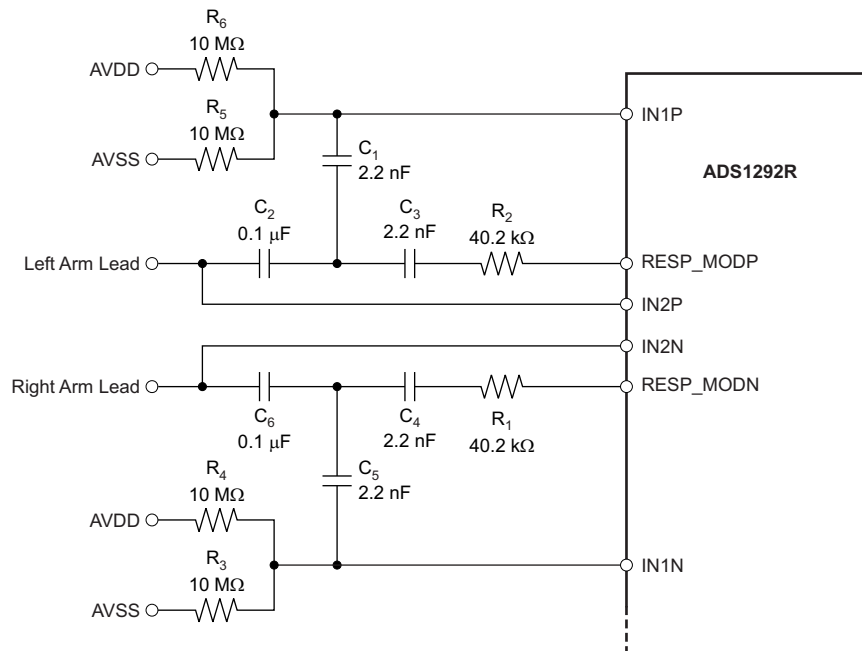 R6
10 MΩ
AVDD
IN1P
R5
10 MΩ
AVSS
C1
2.2 nF
ADS1292R
C2
0.1 μF
C3
2.2 nF
R2
40.2 kΩ
Left Arm Lead
RESP_MODP
IN2P
IN2N
Right Arm Lead
RESP_MODN
C6
0.1 μF
C4
2.2 nF
R1
40.2 kΩ
C5
2.2 nF
R4
10 MΩ
AVDD
IN1N
R3
10 MΩ
AVSS